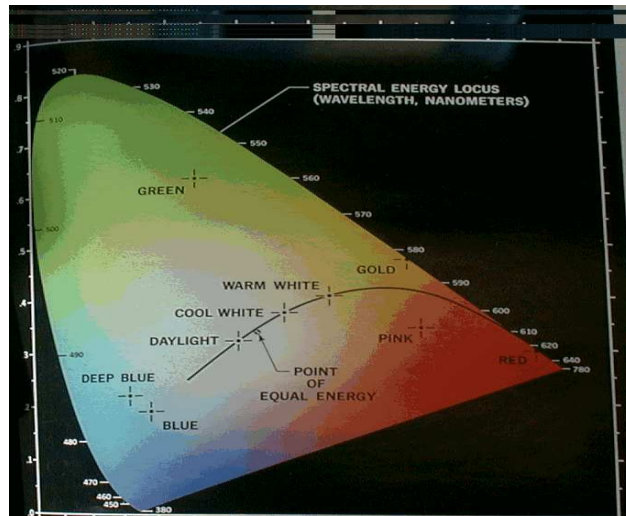 .9
520
530
SPECTRAL ENERGY LOCUS
(WAVELENGTH, NANOMETERS)
.8
540
510
550
.7
560
GREEN
.6
570
500
580
.5
GOLD
590
WARM WHITE
.4
COOL WHITE
600
610
DAYLIGHT
PINK
620
.3
490
RED
640
780
DEEP BLUE
POINT
OF
EQUAL ENERGY
.2
BLUE
480
.1
470
460
450
.0
380